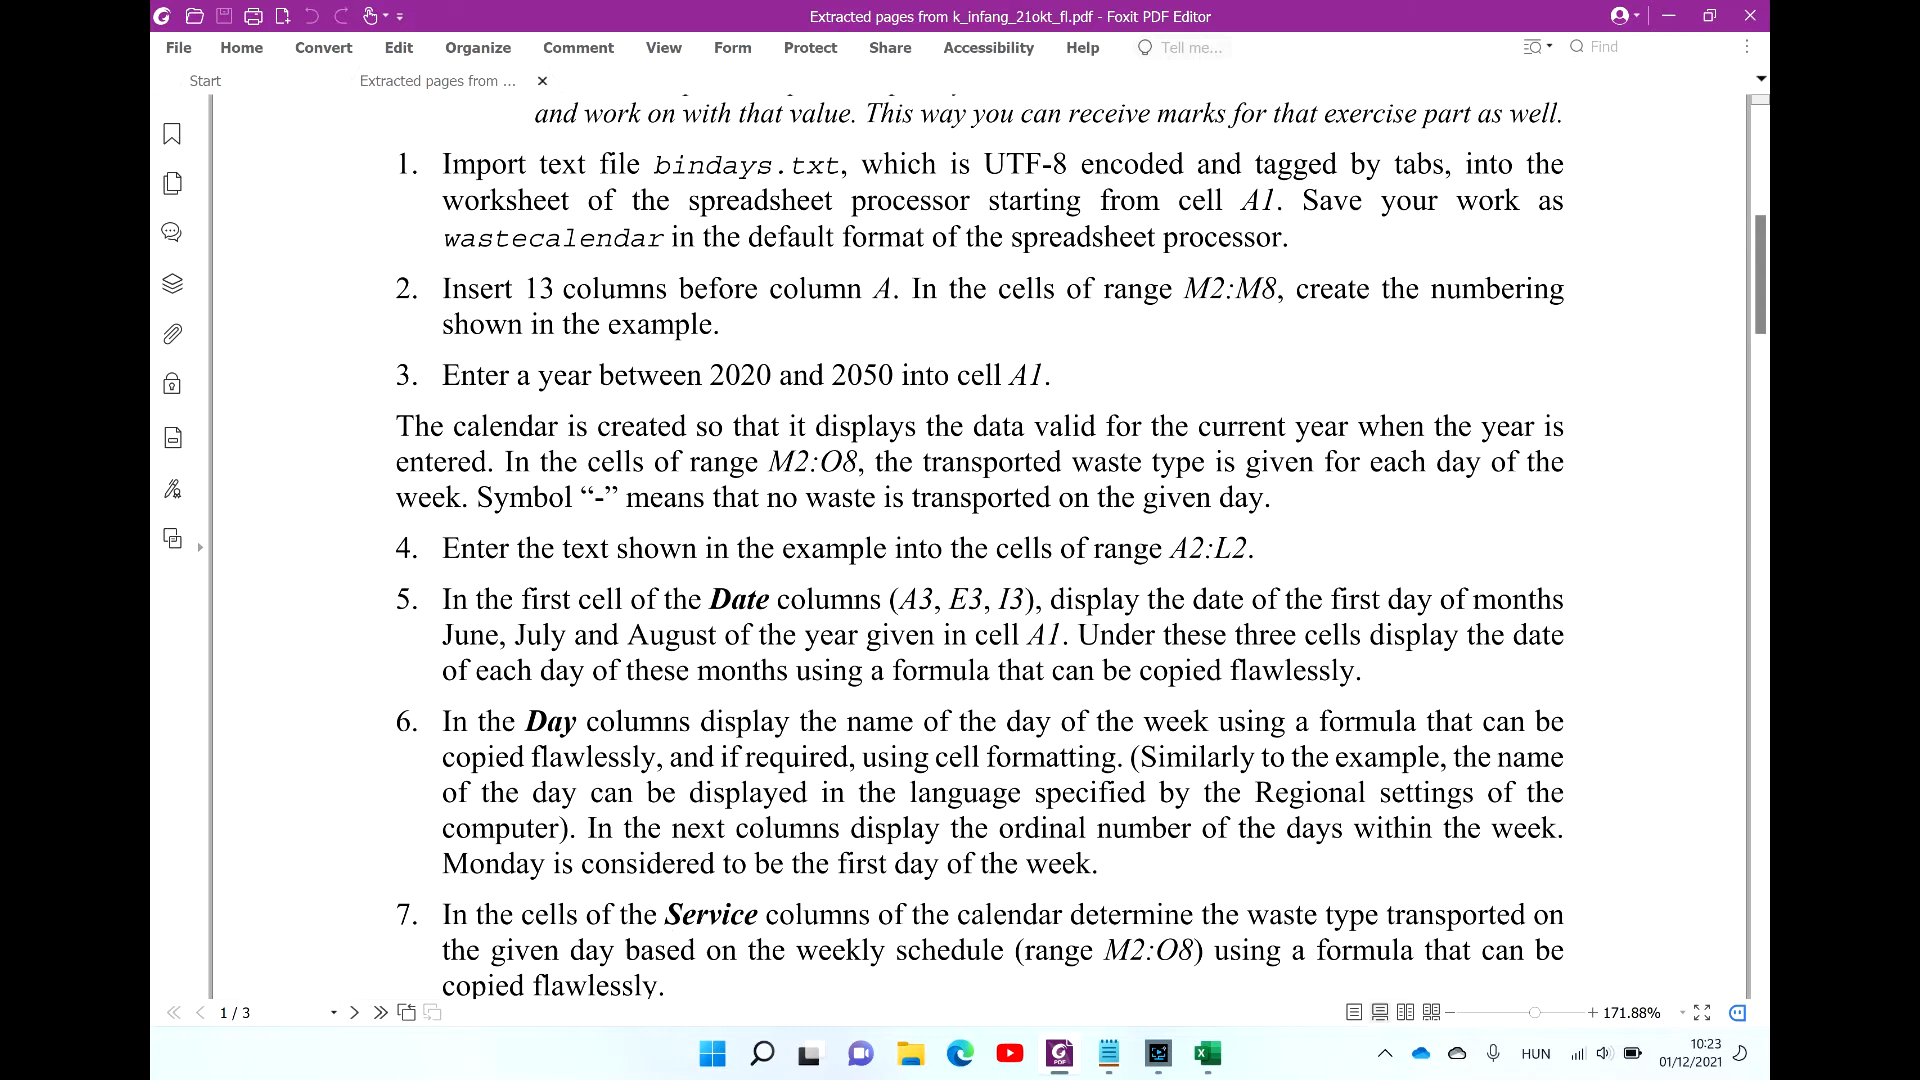 Extracted pages from k_infang_21okt_fl.pdf - Foxit PDF Editor
File Home Convert Edit Organize Comment View Form Protect Share Accessibility Help Tell me... Find
Start Extracted pages from ...
and work on with that value. This way you can receive marks for that exercise part as well.
1. Import text file bindays.txt, which is UTF-8 encoded and tagged by tabs, into the
worksheet of the spreadsheet processor starting from cell A1. Save your work as
wastecalendar in the default format of the spreadsheet processor.
2. Insert 13 columns before column A. In the cells of range M2:M8, create the numbering
shown in the example.
3. Enter a year between 2020 and 2050 into cell A1.
The calendar is created so that it displays the data valid for the current year when the year is
entered. In the cells of range M2:O8, the transported waste type is given for each day of the
week. Symbol “-” means that no waste is transported on the given day.
4. Enter the text shown in the example into the cells of range A2:L2.
5. In the first cell of the Date columns (A3, E3, I3), display the date of the first day of months
June, July and August of the year given in cell A1. Under these three cells display the date
of each day of these months using a formula that can be copied flawlessly.
6. In the Day columns display the name of the day of the week using a formula that can be
copied flawlessly, and if required, using cell formatting. (Similarly to the example, the name
of the day can be displayed in the language specified by the Regional settings of the
computer). In the next columns display the ordinal number of the days within the week.
Monday is considered to be the first day of the week.
7. In the cells of the Service columns of the calendar determine the waste type transported on
the given day based on the weekly schedule (range M2:O8) using a formula that can be
copied flawlessly.
1 / 3 171.88%
HUN 10:23
01/12/2021